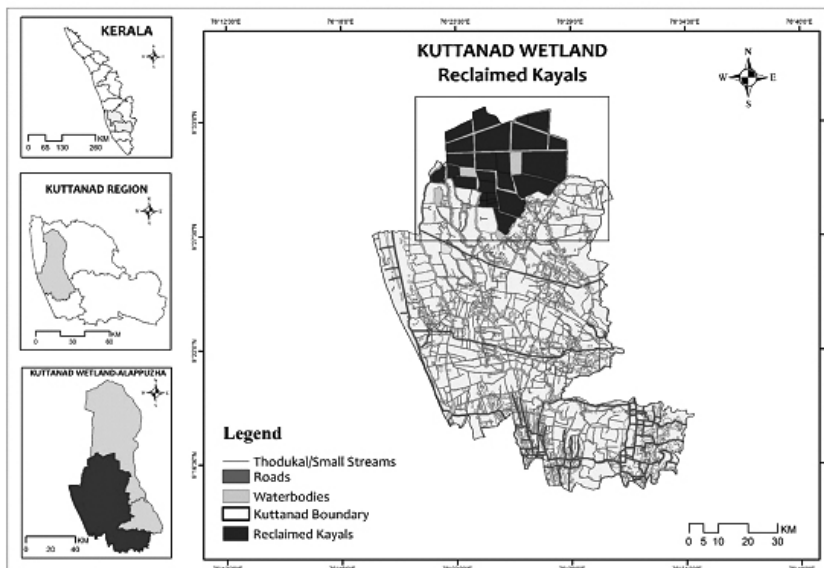 KERALA
0 65 130 260 KM
KUTTANAD REGION
0 30 60 KM
KUTTANAD WETLAND-ALAPPUZHA
0 20 40 KM
KUTTANAD WETLAND
Reclaimed Kayals
N
W E
S
Legend
Thodukal/Small Streams
Roads
Waterbodies
Kuttanad Boundary
Reclaimed Kayals
0 5 10 20 30 KM